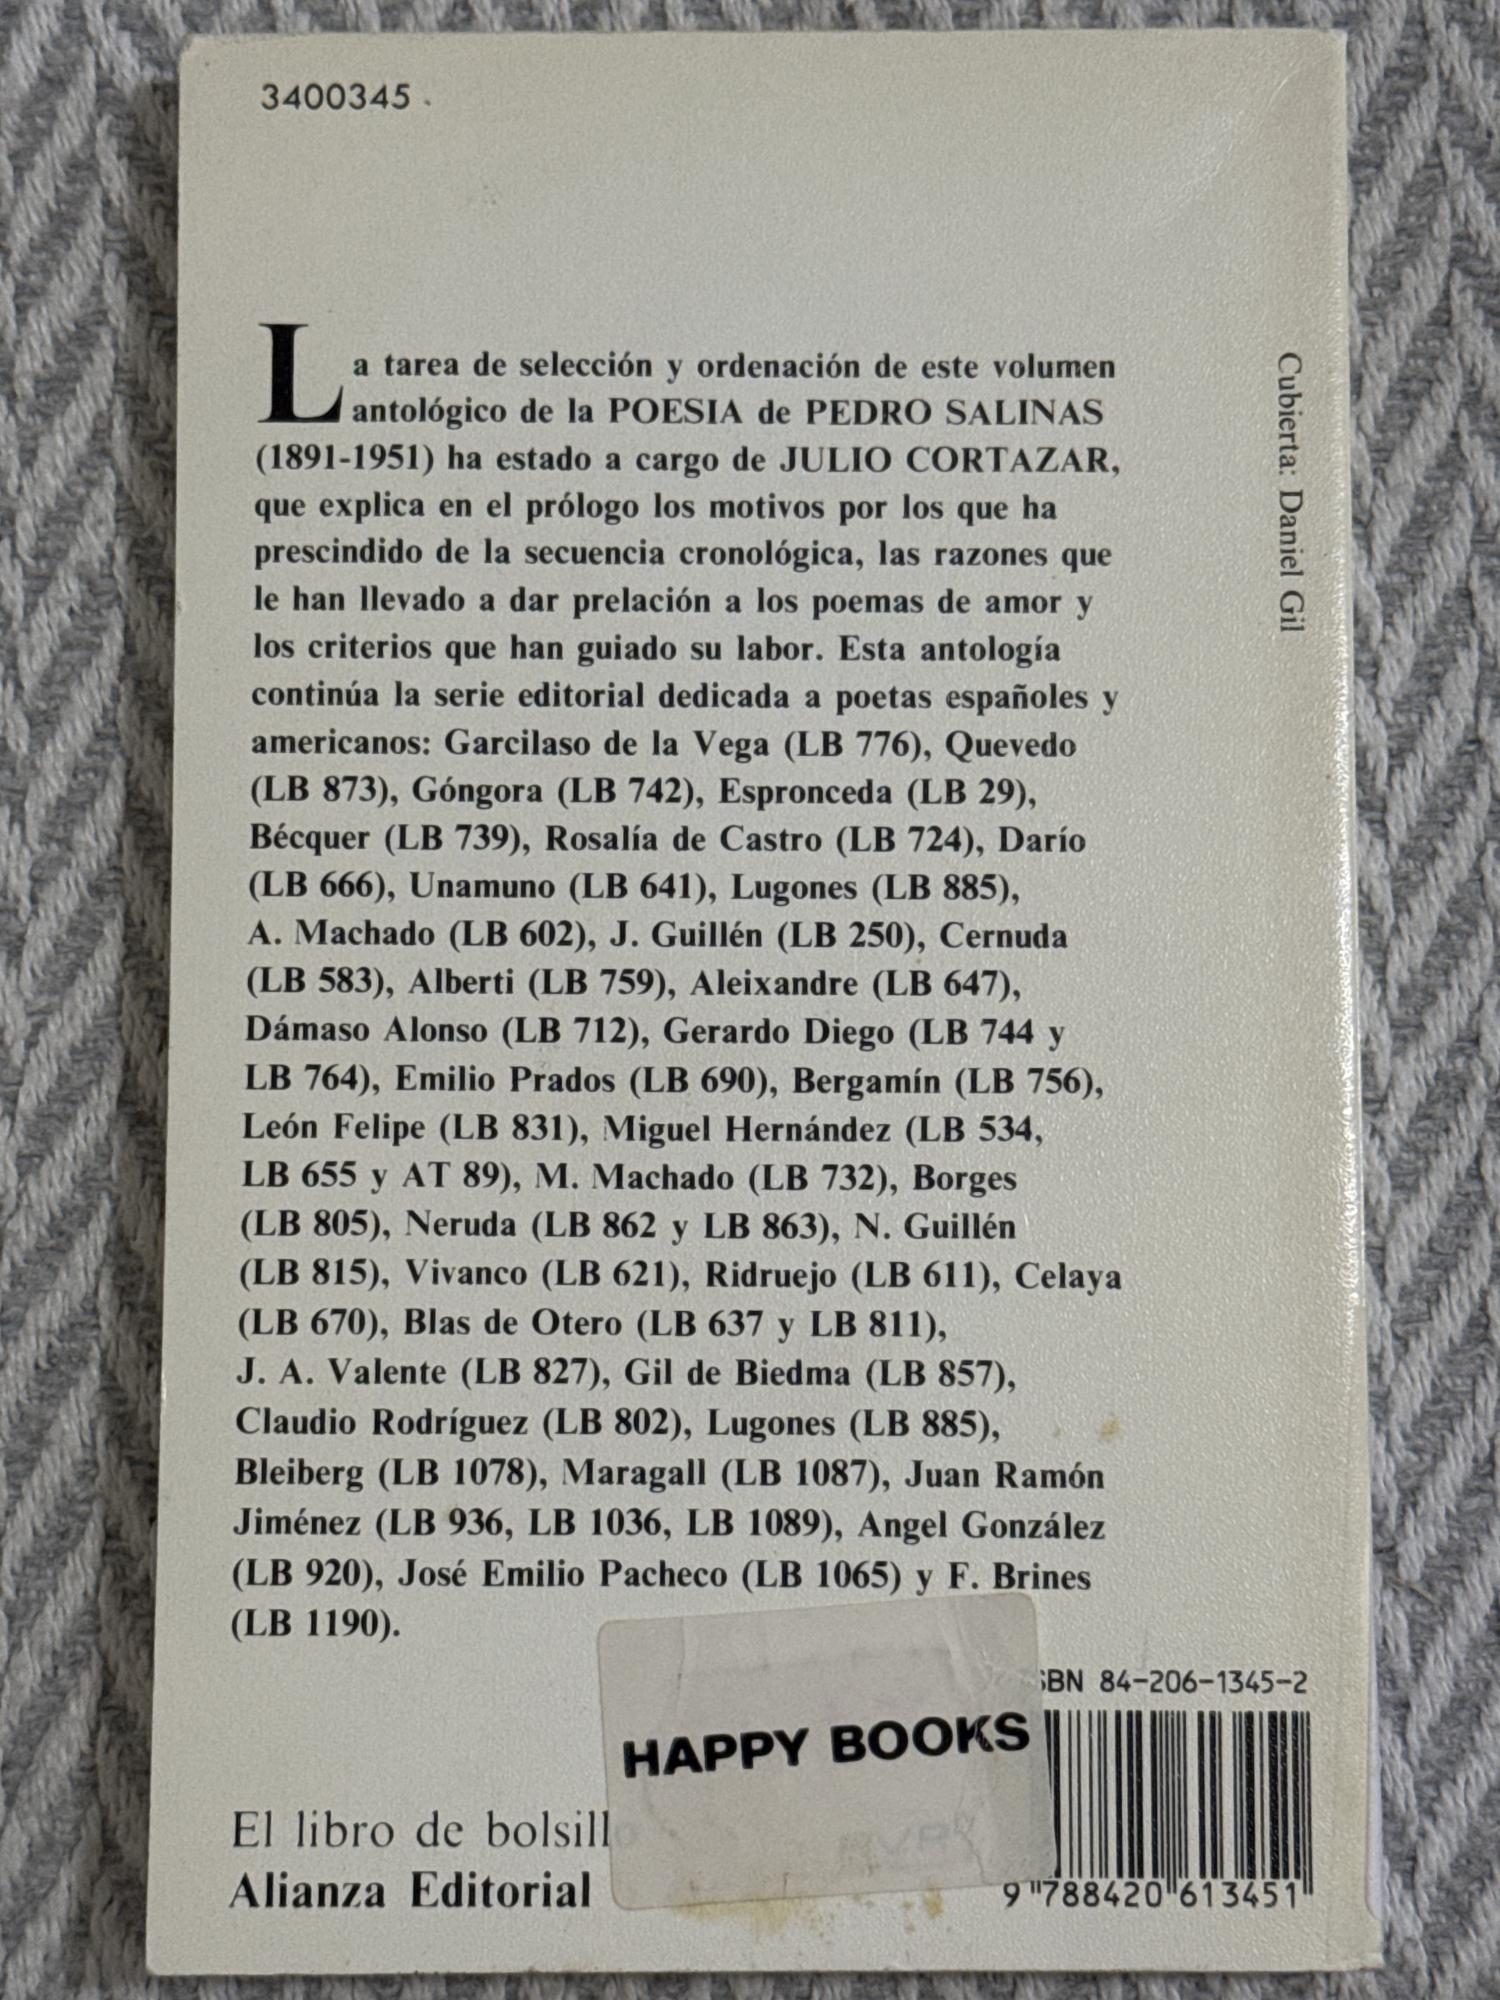 3400345
La tarea de selección y ordenación de este volumen
antológico de la POESIA de PEDRO SALINAS
(1891-1951) ha estado a cargo de JULIO CORTAZAR,
que explica en el prólogo los motivos por los que ha
prescindido de la secuencia cronológica, las razones que
le han llevado a dar prelación a los poemas de amor y
los criterios que han guiado su labor. Esta antología
continúa la serie editorial dedicada a poetas españoles y
americanos: Garcilaso de la Vega (LB 776), Quevedo
(LB 873), Góngora (LB 742), Espronceda (LB 29),
Bécquer (LB 739), Rosalía de Castro (LB 724), Darío
(LB 666), Unamuno (LB 641), Lugones (LB 885),
A. Machado (LB 602), J. Guillén (LB 250), Cernuda
(LB 583), Alberti (LB 759), Aleixandre (LB 647),
Dámaso Alonso (LB 712), Gerardo Diego (LB 744 y
LB 764), Emilio Prados (LB 690), Bergamín (LB 756),
León Felipe (LB 831), Miguel Hernández (LB 534,
LB 655 y AT 89), M. Machado (LB 732), Borges
(LB 805), Neruda (LB 862 y LB 863), N. Guillén
(LB 815), Vivanco (LB 621), Ridruejo (LB 611), Celaya
(LB 670), Blas de Otero (LB 637 y LB 811),
J. A. Valente (LB 827), Gil de Biedma (LB 857),
Claudio Rodríguez (LB 802), Lugones (LB 885),
Bleiberg (LB 1078), Maragall (LB 1087), Juan Ramón
Jiménez (LB 936, LB 1036, LB 1089), Angel González
(LB 920), José Emilio Pacheco (LB 1065) y F. Brines
(LB 1190).
Cubierta: Daniel Gil
HAPPY BOOKS
ISBN 84-206-1345-2
9 788420 613451
El libro de bolsillo
Alianza Editorial